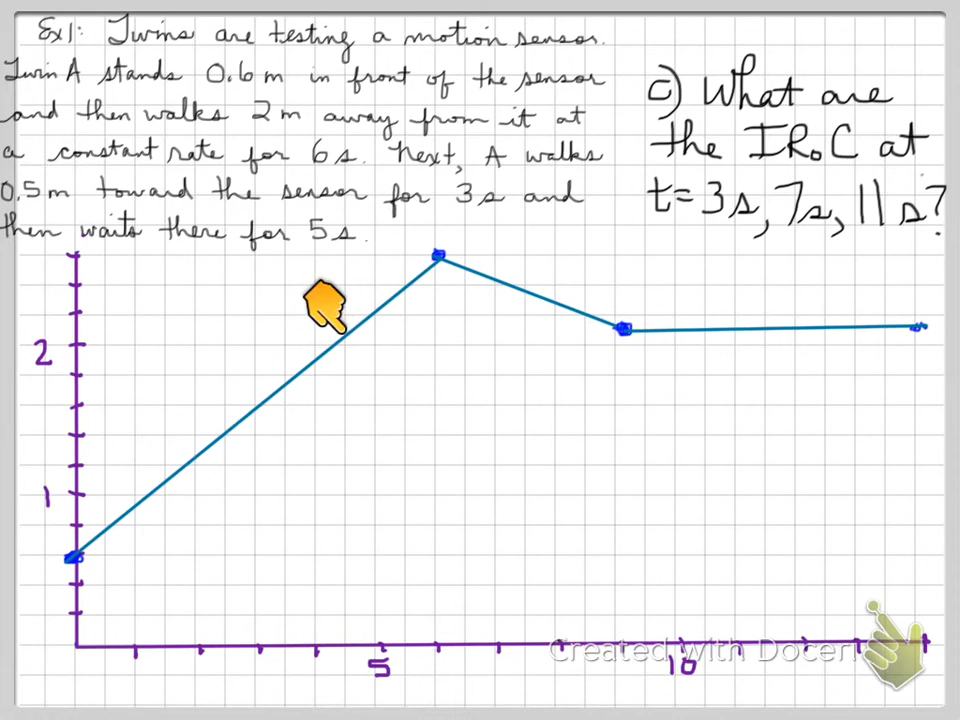 Ex1: Twins are testing a motion sensor.
Twin A stands 0.6 m in front of the sensor
and then walks 2 m away from it at
a constant rate for 6 s. Next, A walks
0.5 m toward the sensor for 3 s and
then waits there for 5 s.
c) What are
the IRoC at
t = 3s, 7s, 11 s?
2
1
5
10
Created with Doceri